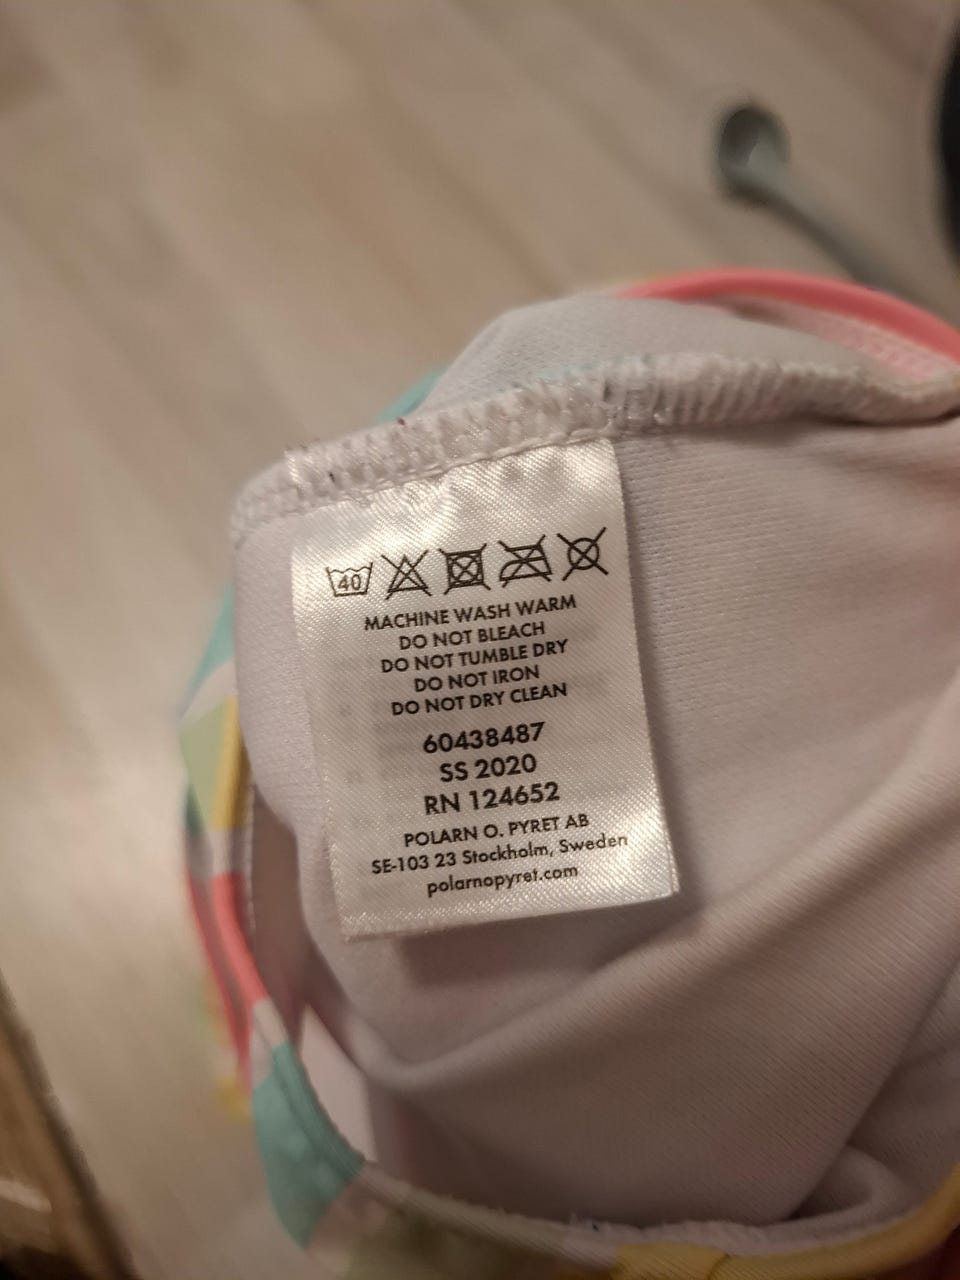 40
MACHINE WASH WARM
DO NOT BLEACH
DO NOT TUMBLE DRY
DO NOT IRON
DO NOT DRY CLEAN
60438487
SS 2020
RN 124652
POLARN O. PYRET AB
SE-103 23 Stockholm, Sweden
polarnopyret.com